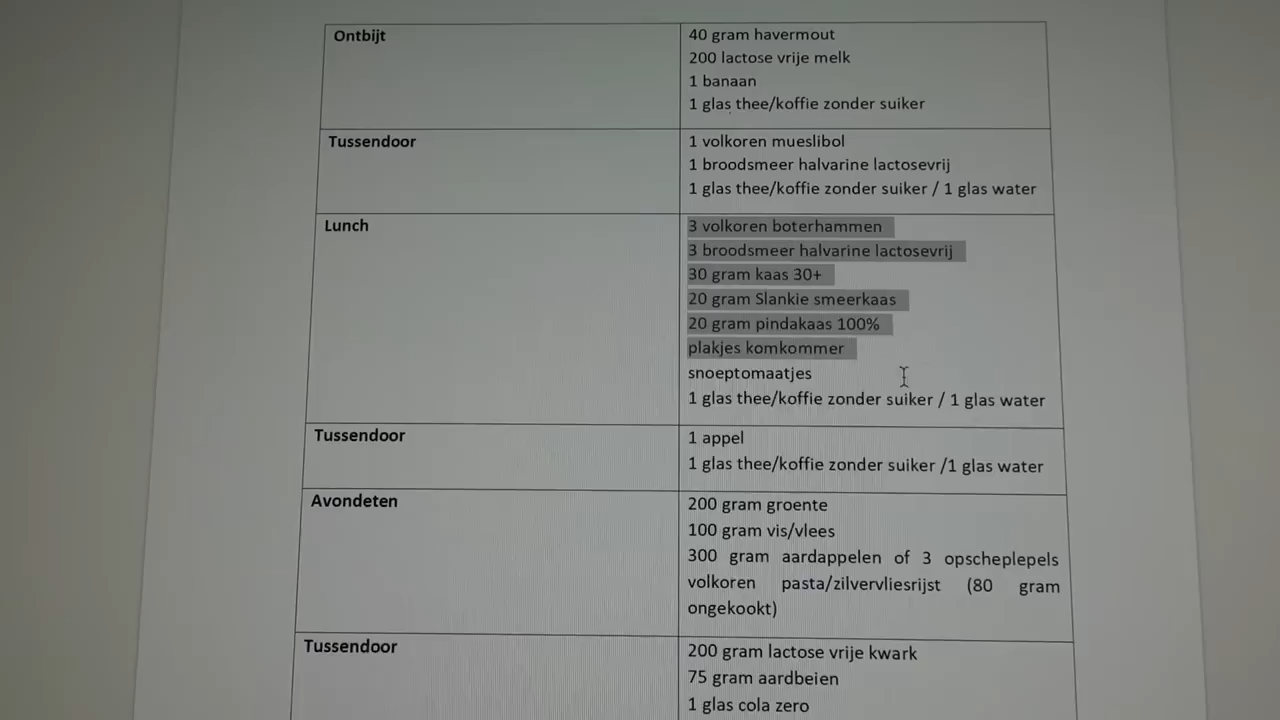 Ontbijt
40 gram havermout
200 lactose vrije melk
1 banaan
1 glas thee/koffie zonder suiker
Tussendoor
1 volkoren mueslibol
1 broodsmeer halvarine lactosevrij
1 glas thee/koffie zonder suiker / 1 glas water
Lunch
3 volkoren boterhammen
3 broodsmeer halvarine lactosevrij
30 gram kaas 30+
20 gram Slankie smeerkaas
20 gram pindakaas 100%
plakjes komkommer
snoeptomaatjes
1 glas thee/koffie zonder suiker / 1 glas water
Tussendoor
1 appel
1 glas thee/koffie zonder suiker /1 glas water
Avondeten
200 gram groente
100 gram vis/vlees
300 gram aardappelen of 3 opscheplepels
volkoren pasta/zilvervliesrijst (80 gram
ongekookt)
Tussendoor
200 gram lactose vrije kwark
75 gram aardbeien
1 glas cola zero